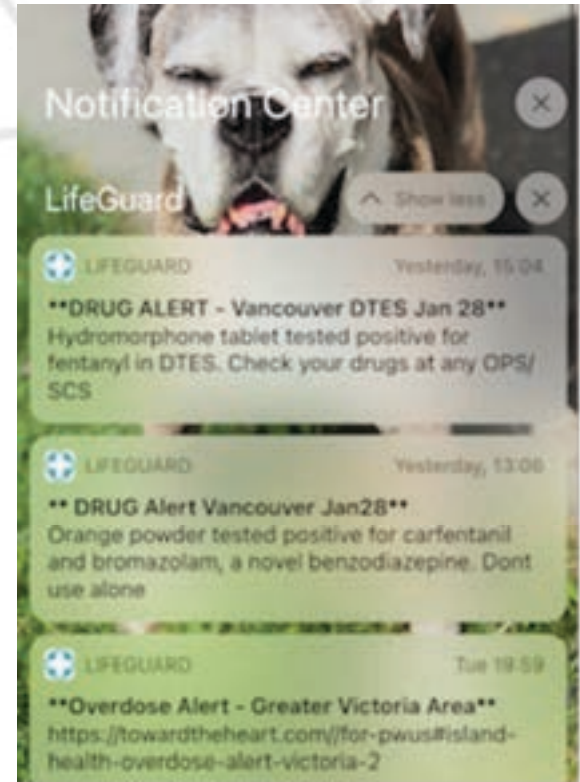 Notification Center
LifeGuard
Show less
LIFEGUARD Yesterday, 15:04
**DRUG ALERT - Vancouver DTES Jan 28**
Hydromorphone tablet tested positive for
fentanyl in DTES. Check your drugs at any OPS/
SCS
LIFEGUARD Yesterday, 13:06
** DRUG Alert Vancouver Jan28**
Orange powder tested positive for carfentanil
and bromazolam, a novel benzodiazepine. Dont
use alone
LIFEGUARD Tue 19:59
**Overdose Alert - Greater Victoria Area**
https://towardtheheart.com//for-pwus#island-
health-overdose-alert-victoria-2